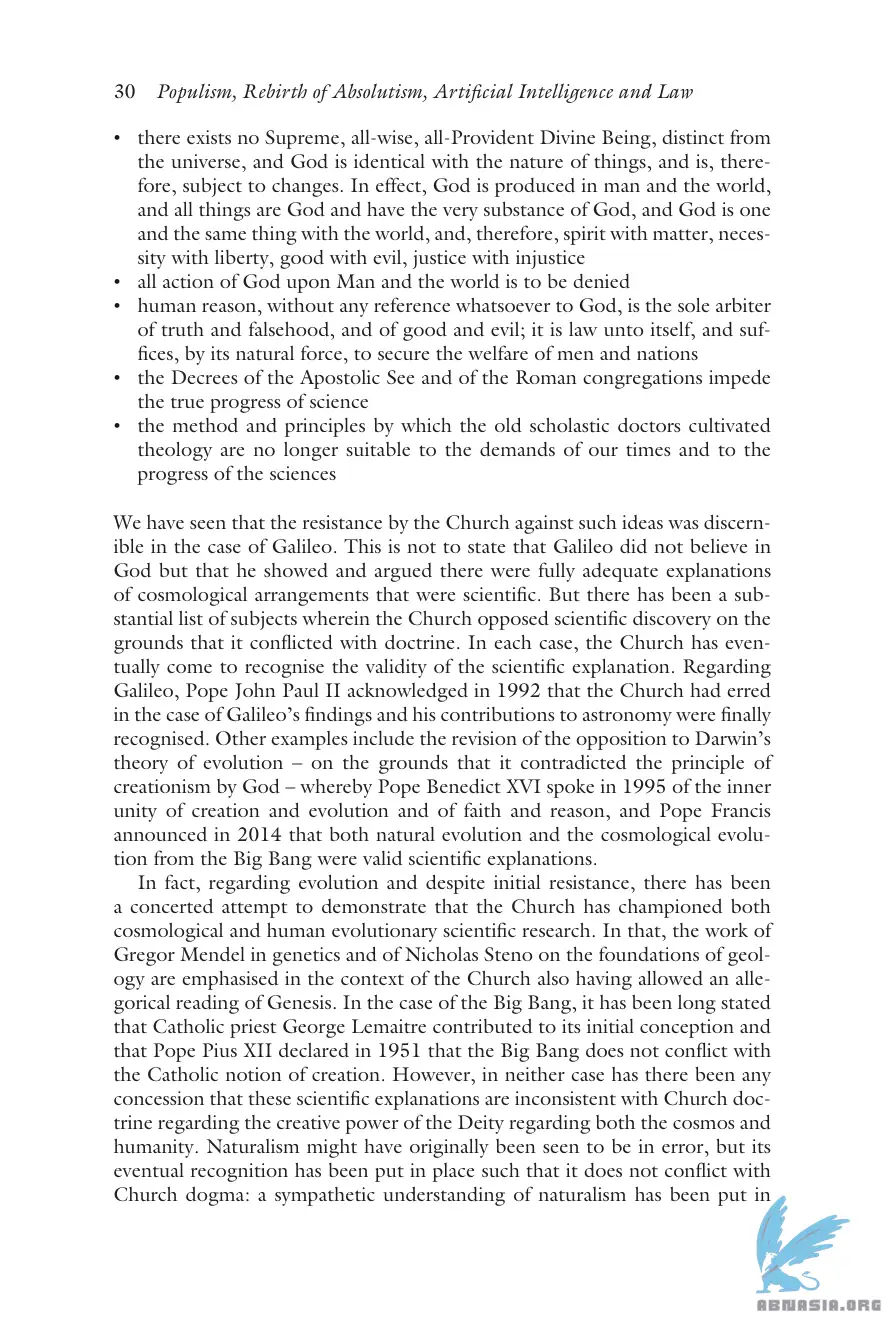 30 Populism, Rebirth of Absolutism, Artificial Intelligence and Law
• there exists no Supreme, all-wise, all-Provident Divine Being, distinct from
the universe, and God is identical with the nature of things, and is, there-
fore, subject to changes. In effect, God is produced in man and the world,
and all things are God and have the very substance of God, and God is one
and the same thing with the world, and, therefore, spirit with matter, neces-
sity with liberty, good with evil, justice with injustice
• all action of God upon Man and the world is to be denied
• human reason, without any reference whatsoever to God, is the sole arbiter
of truth and falsehood, and of good and evil; it is law unto itself, and suf-
fices, by its natural force, to secure the welfare of men and nations
• the Decrees of the Apostolic See and of the Roman congregations impede
the true progress of science
• the method and principles by which the old scholastic doctors cultivated
theology are no longer suitable to the demands of our times and to the
progress of the sciences
We have seen that the resistance by the Church against such ideas was discern-
ible in the case of Galileo. This is not to state that Galileo did not believe in
God but that he showed and argued there were fully adequate explanations
of cosmological arrangements that were scientific. But there has been a sub-
stantial list of subjects wherein the Church opposed scientific discovery on the
grounds that it conflicted with doctrine. In each case, the Church has even-
tually come to recognise the validity of the scientific explanation. Regarding
Galileo, Pope John Paul II acknowledged in 1992 that the Church had erred
in the case of Galileo's findings and his contributions to astronomy were finally
recognised. Other examples include the revision of the opposition to Darwin's
theory of evolution – on the grounds that it contradicted the principle of
creationism by God – whereby Pope Benedict XVI spoke in 1995 of the inner
unity of creation and evolution and of faith and reason, and Pope Francis
announced in 2014 that both natural evolution and the cosmological evolu-
tion from the Big Bang were valid scientific explanations.
In fact, regarding evolution and despite initial resistance, there has been
a concerted attempt to demonstrate that the Church has championed both
cosmological and human evolutionary scientific research. In that, the work of
Gregor Mendel in genetics and of Nicholas Steno on the foundations of geol-
ogy are emphasised in the context of the Church also having allowed an alle-
gorical reading of Genesis. In the case of the Big Bang, it has been long stated
that Catholic priest George Lemaitre contributed to its initial conception and
that Pope Pius XII declared in 1951 that the Big Bang does not conflict with
the Catholic notion of creation. However, in neither case has there been any
concession that these scientific explanations are inconsistent with Church doc-
trine regarding the creative power of the Deity regarding both the cosmos and
humanity. Naturalism might have originally been seen to be in error, but its
eventual recognition has been put in place such that it does not conflict with
Church dogma: a sympathetic understanding of naturalism has been put in
ABNASIA.ORG